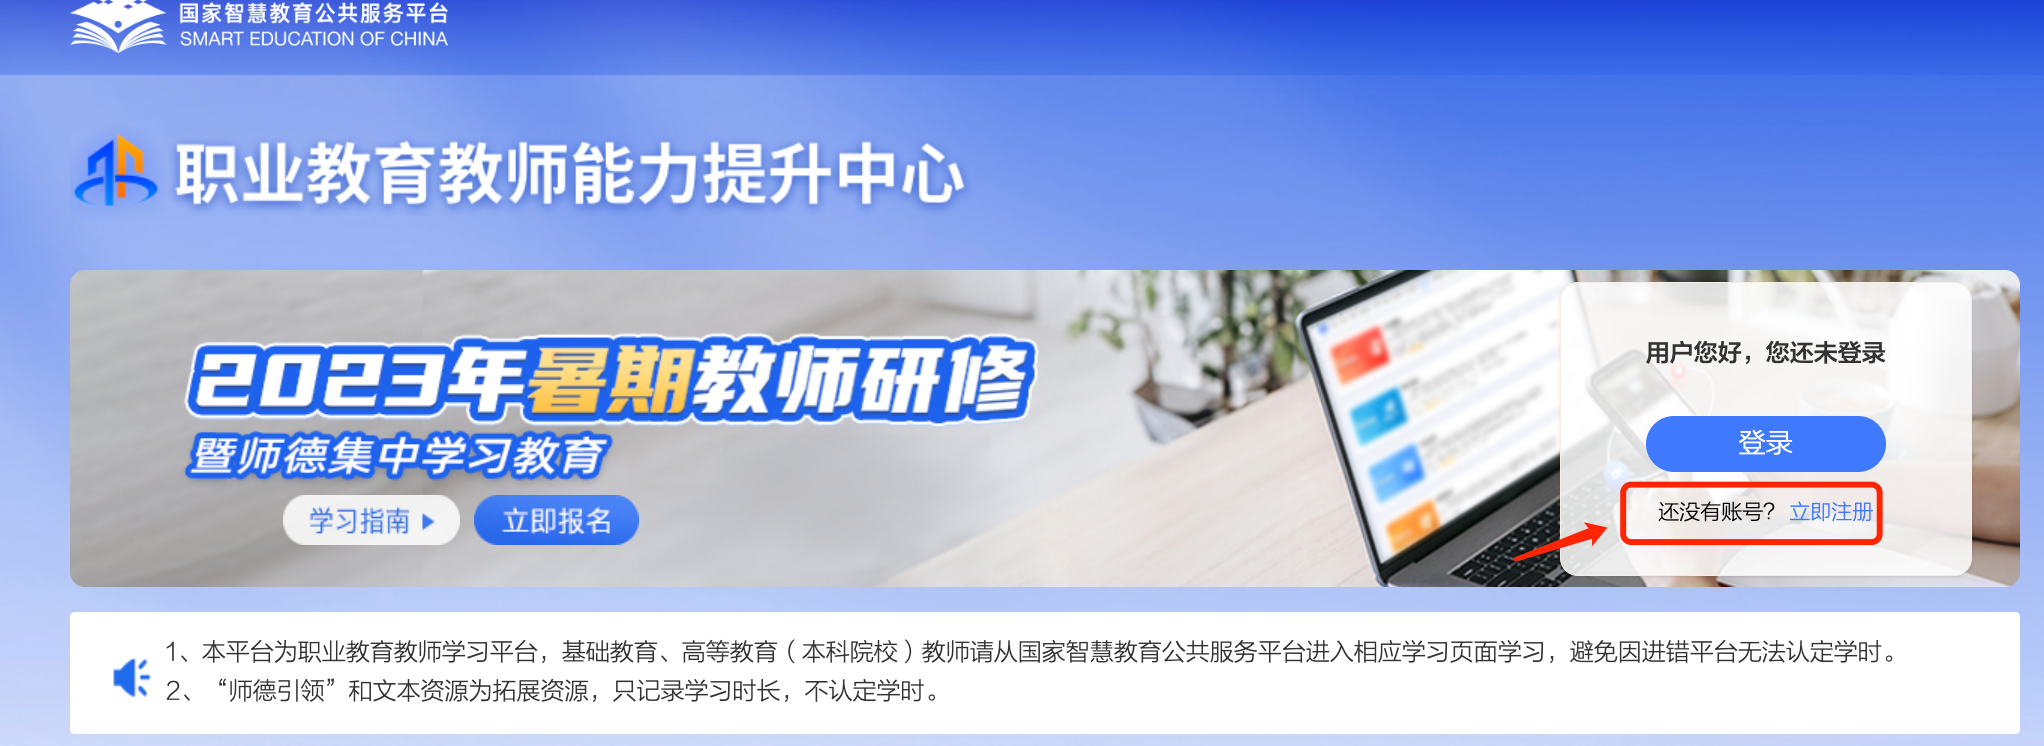 国家智慧教育公共服务平台
SMART EDUCATION OF CHINA
职业教育教师能力提升中心
2023年暑期教师研修
暨师德集中学习教育
学习指南
立即报名
用户您好，您还未登录
登录
还没有账号？ 立即注册
1、本平台为职业教育教师学习平台，基础教育、高等教育（本科院校）教师请从国家智慧教育公共服务平台进入相应学习页面学习，避免因进错平台无法认定学时。
2、“师德引领”和文本资源为拓展资源，只记录学习时长，不认定学时。